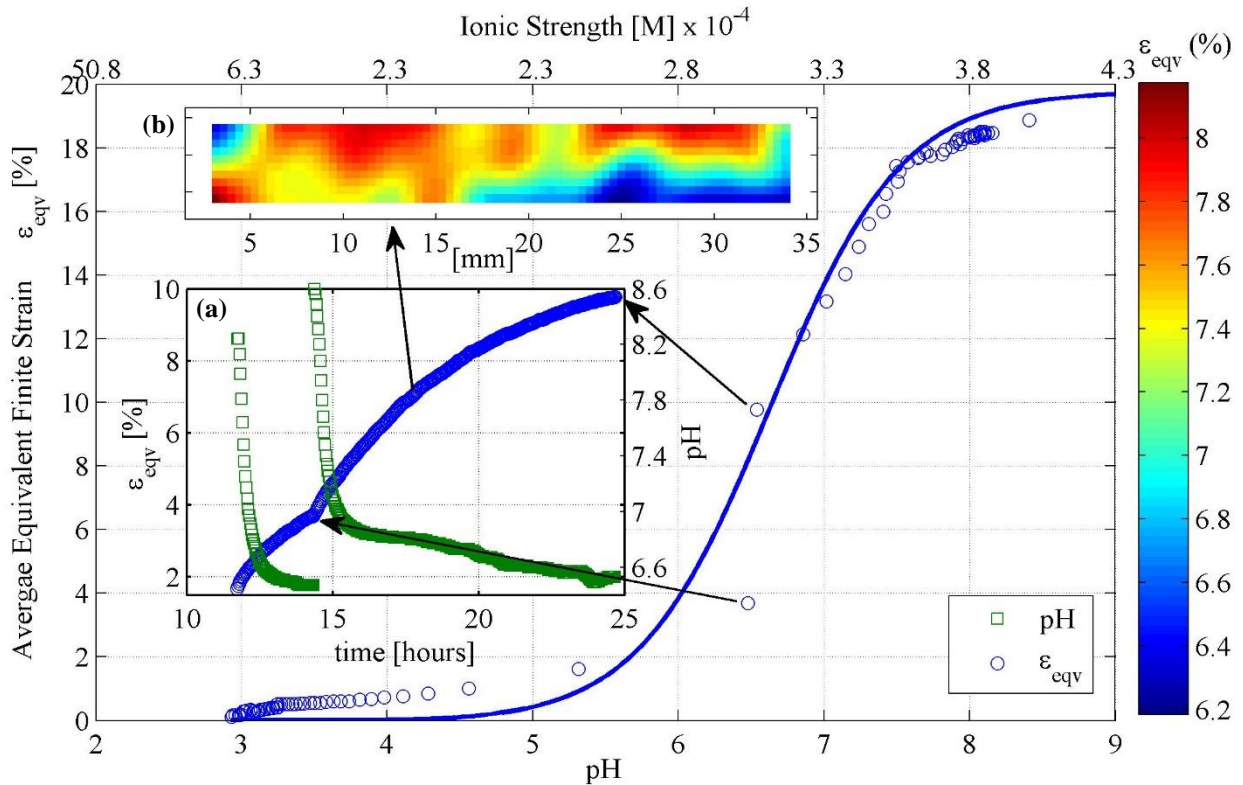 Ionic Strength [M] x 10-4
50.8 6.3 2.3 2.3 2.8 3.3 3.8 4.3
εeqv (%)
8
7.8
7.6
7.4
7.2
7
6.8
6.6
6.4
6.2
Avergae Equivalent Finite Strain εeqv [%]
20
18
16
14
12
10
8
6
4
2
0
(b)
5 10 15 20 25 30 35
[mm]
(a)
εeqv [%]
10
8
6
4
2
8.6
8.2
7.8
7.4
7
6.6
pH
10 15 20 25
time [hours]
pH
εeqv
2 3 4 5 6 7 8 9
pH